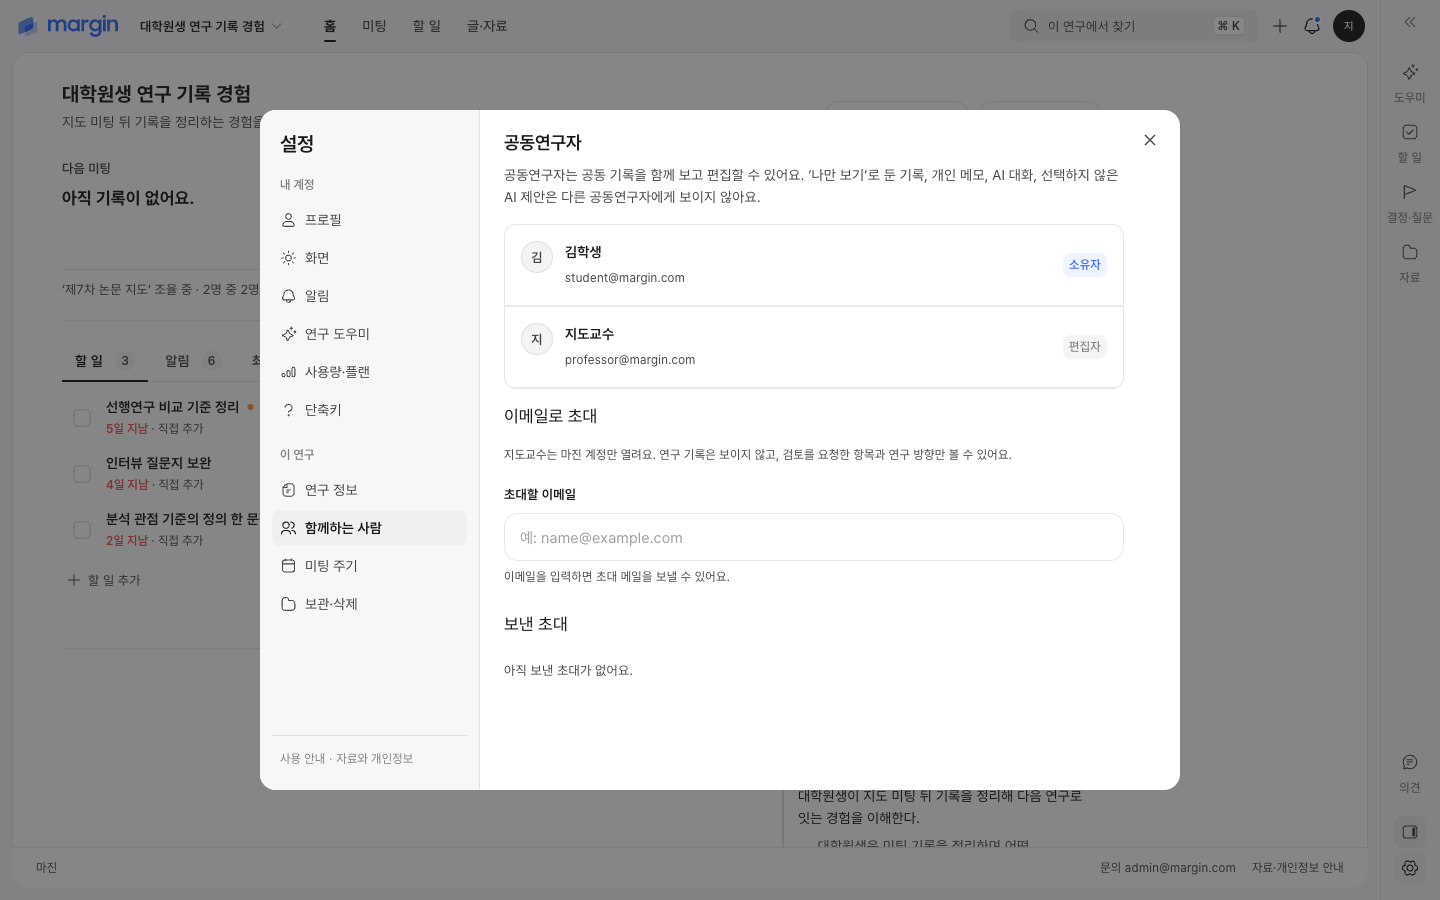 margin
대학원생 연구 기록 경험
홈
미팅
할 일
글·자료
이 연구에서 찾기
⌘ K
지
도우미
할 일
결정·질문
자료
의견
대학원생 연구 기록 경험
지도 미팅 뒤 기록을 정리하는 경험을
다음 미팅
아직 기록이 없어요.
‘제7차 논문 지도’ 조율 중 · 2명 중 2명
할 일 3
알림 6
최
선행연구 비교 기준 정리
5일 지남 · 직접 추가
인터뷰 질문지 보완
4일 지남 · 직접 추가
분석 관점 기준의 정의 한 문
2일 지남 · 직접 추가
할 일 추가
설정
내 계정
프로필
화면
알림
연구 도우미
사용량·플랜
단축키
이 연구
연구 정보
함께하는 사람
미팅 주기
보관·삭제
사용 안내 · 자료와 개인정보
공동연구자
공동연구자는 공동 기록을 함께 보고 편집할 수 있어요. ‘나만 보기’로 둔 기록, 개인 메모, AI 대화, 선택하지 않은
AI 제안은 다른 공동연구자에게 보이지 않아요.
김
김학생
student@margin.com
소유자
지
지도교수
professor@margin.com
편집자
이메일로 초대
지도교수는 마진 계정만 열려요. 연구 기록은 보이지 않고, 검토를 요청한 항목과 연구 방향만 볼 수 있어요.
초대할 이메일
예: name@example.com
이메일을 입력하면 초대 메일을 보낼 수 있어요.
보낸 초대
아직 보낸 초대가 없어요.
대학원생이 지도 미팅 뒤 기록을 정리해 다음 연구로
잇는 경험을 이해한다.
대학원생은 미팅 기록을 정리하며 어떤
마진
문의 admin@margin.com
자료·개인정보 안내